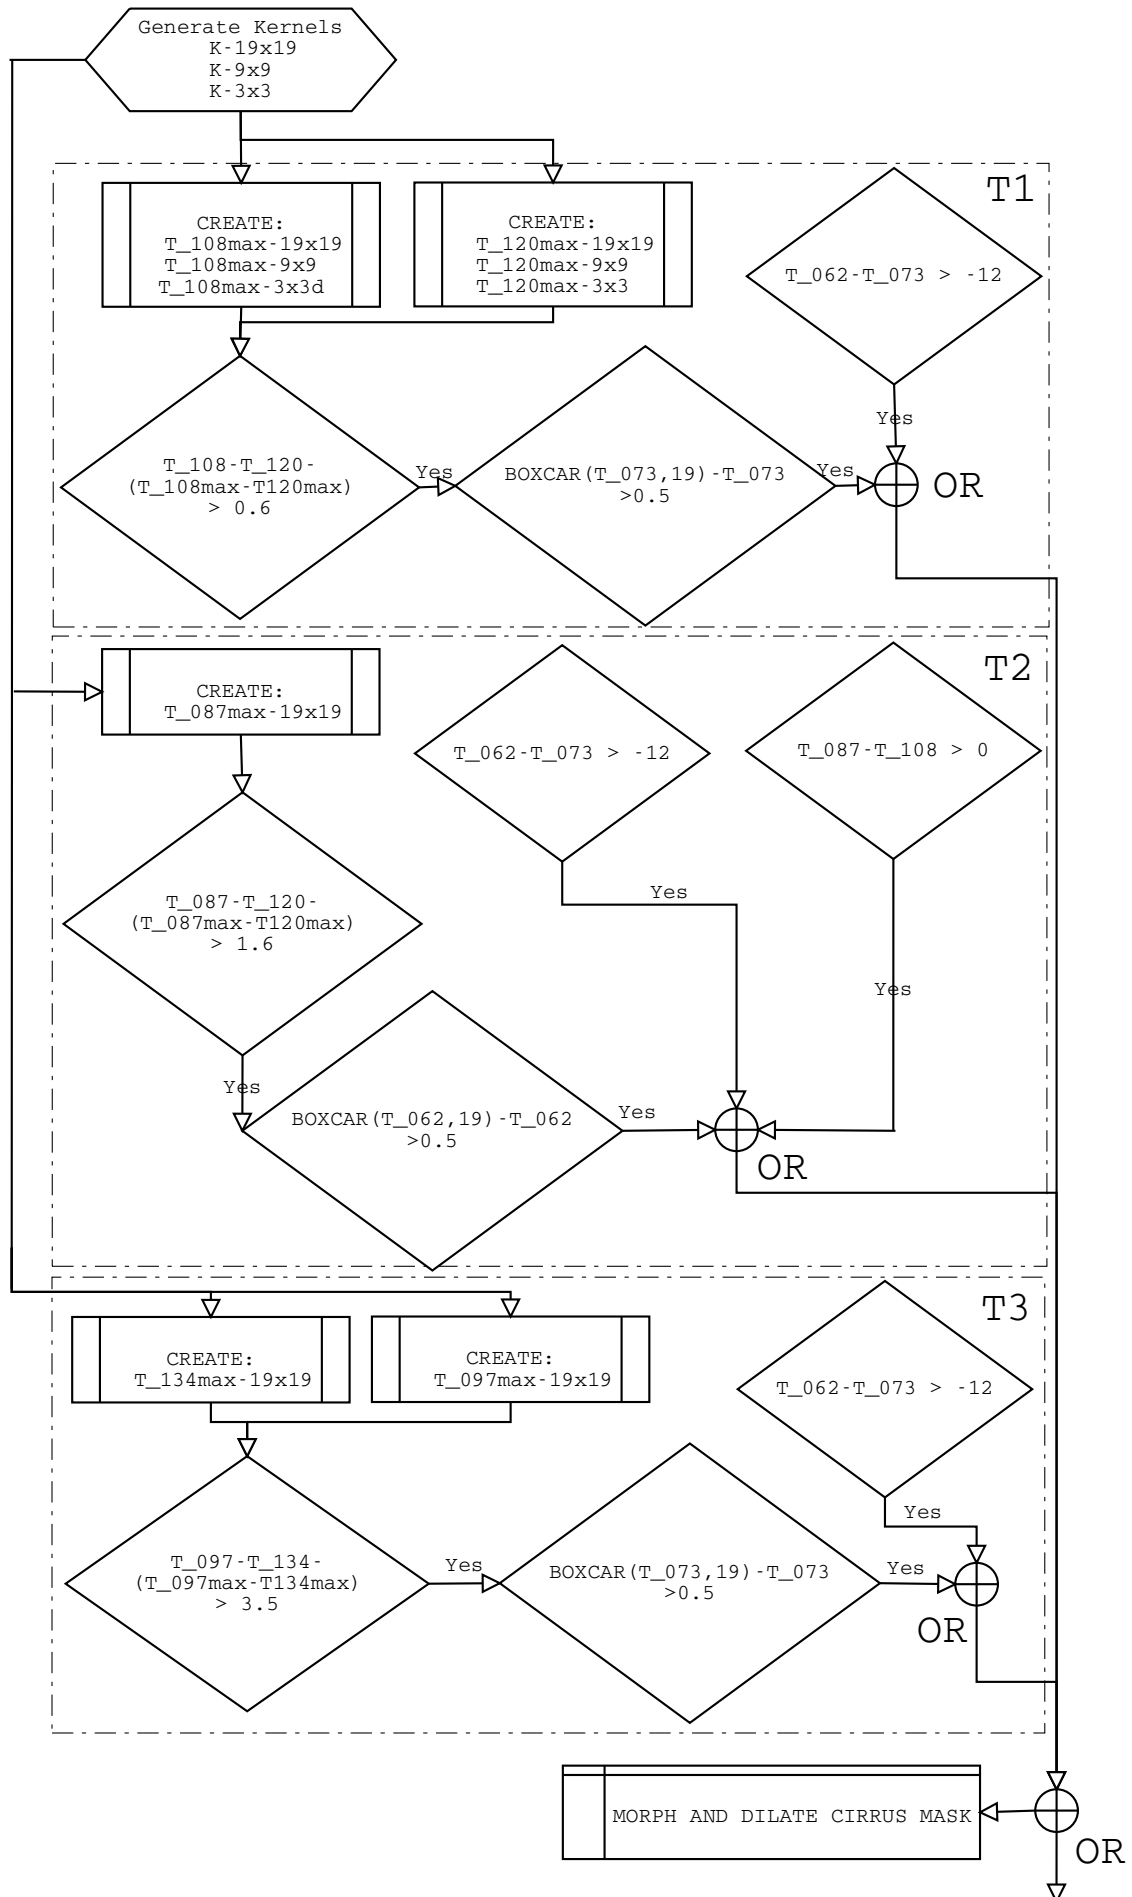 Generate Kernels
K-19x19
K-9x9
K-3x3
T1
CREATE:
T_108max-19x19
T_108max-9x9
T_108max-3x3d
CREATE:
T_120max-19x19
T_120max-9x9
T_120max-3x3
T_062-T_073 > -12
Yes
T_108-T_120-
(T_108max-T120max)
> 0.6
Yes
BOXCAR(T_073,19)-T_073
>0.5
Yes
OR
T2
CREATE:
T_087max-19x19
T_062-T_073 > -12
T_087-T_108 > 0
Yes
T_087-T_120-
(T_087max-T120max)
> 1.6
Yes
Yes
BOXCAR(T_062,19)-T_062
>0.5
Yes
OR
T3
CREATE:
T_134max-19x19
CREATE:
T_097max-19x19
T_062-T_073 > -12
Yes
T_097-T_134-
(T_097max-T134max)
> 3.5
Yes
BOXCAR(T_073,19)-T_073
>0.5
Yes
OR
MORPH AND DILATE CIRRUS MASK
OR